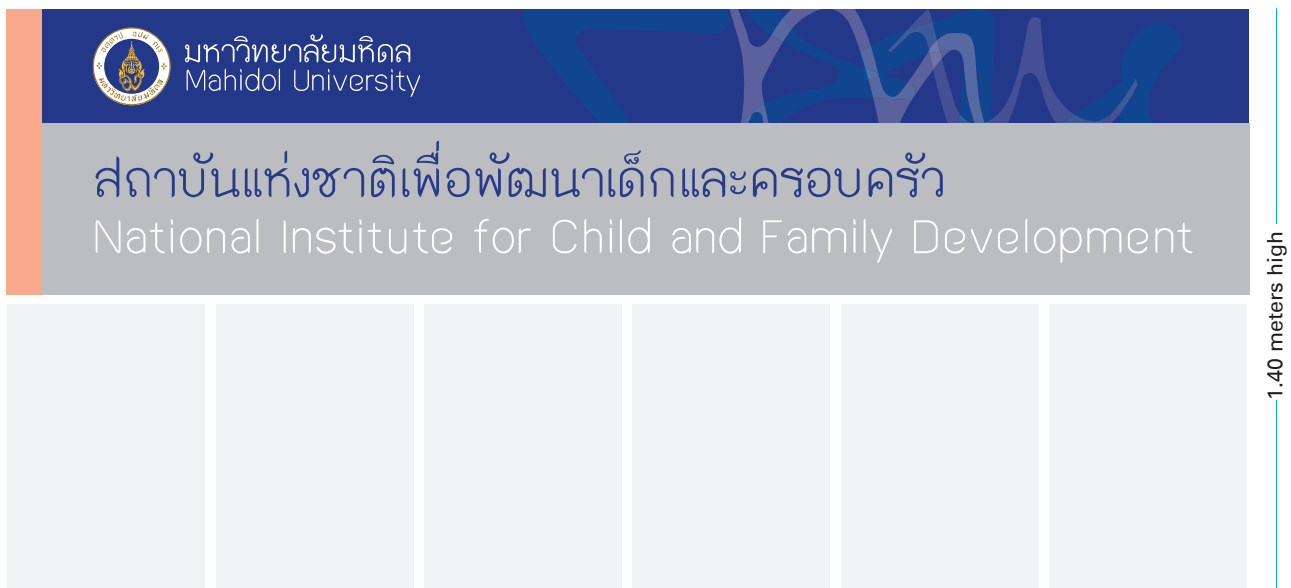 มหาวิทยาลัยมหิดล
Mahidol University
สถาบันแห่งชาติเพื่อพัฒนาเด็กและครอบครัว
National Institute for Child and Family Development
1.40 meters high